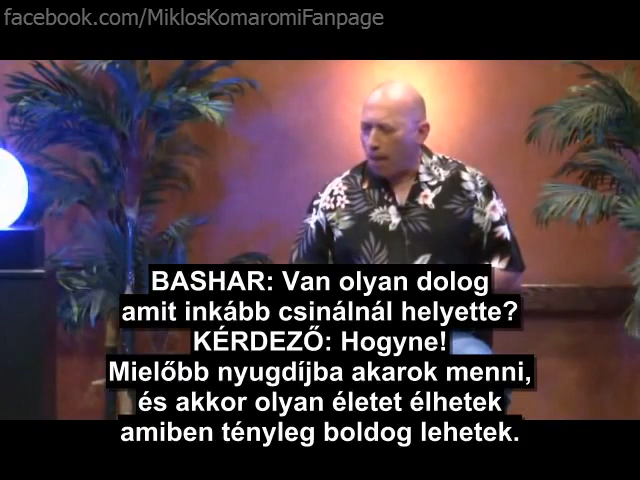 facebook.com/MiklosKomaromiFanpage
BASHAR: Van olyan dolog
amit inkább csinálnál helyette?
KÉRDEZŐ: Hogyne!
Mielőbb nyugdíjba akarok menni,
és akkor olyan életet élhetek
amiben tényleg boldog lehetek.